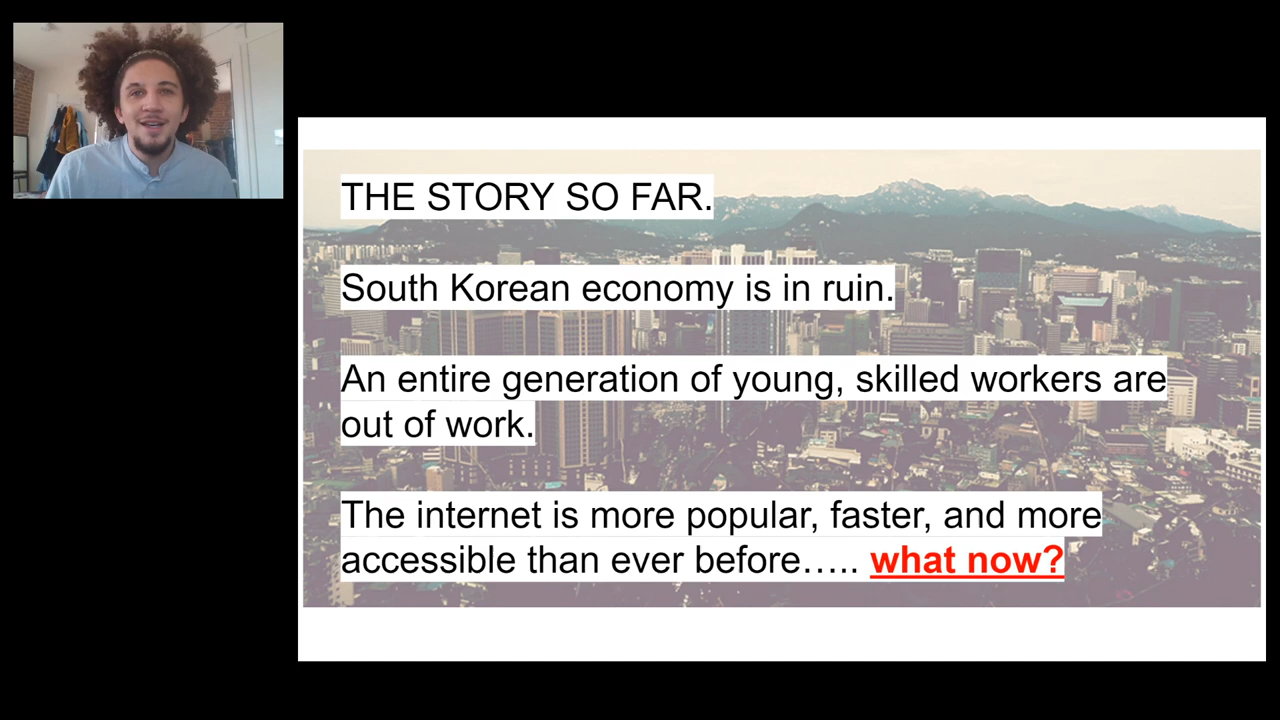 THE STORY SO FAR.
South Korean economy is in ruin.
An entire generation of young, skilled workers are
out of work.
The internet is more popular, faster, and more
accessible than ever before….. what now?